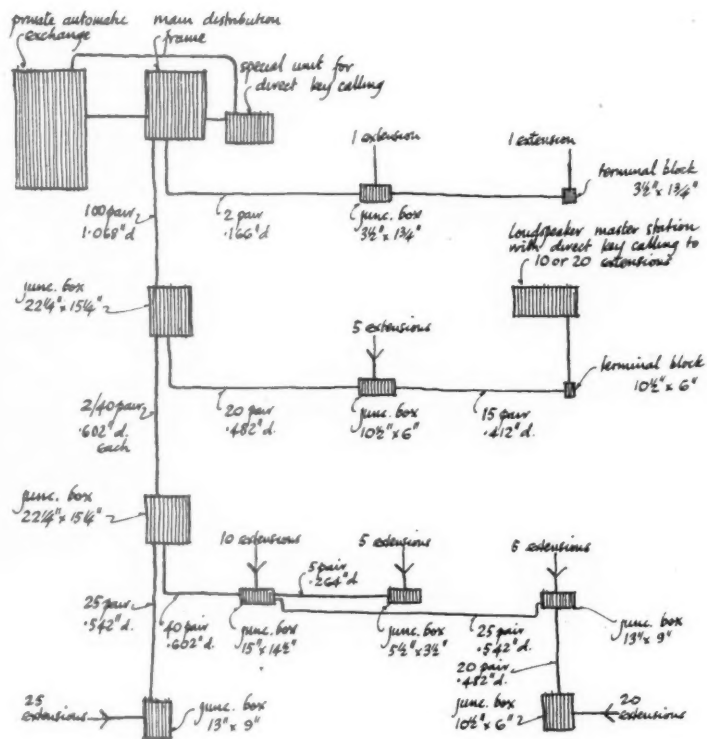 private automatic
exchange
main distribution
frame
special unit for
direct key calling
1 extension
1 extension
terminal block
3½" x 1¾"
100 pair
1.068"d
2 pair
.166"d
junc. box
3½" x 1¾"
loudspeaker master station
with direct key calling to
10 or 20 extensions
junc. box
22¼" x 15¼"
5 extensions
terminal block
10½" x 6"
2/40 pair
.602"d.
each
20 pair
.482"d.
junc. box
10½" x 6"
15 pair
.412"d.
junc. box
22¼" x 15¼"
10 extensions
5 extensions
5 extensions
5 pair
.264"d
25 pair
.542"d.
40 pair
.602"d.
junc. box
15" x 14½"
junc. box
5½" x 3½"
25 pair
.542"d.
junc. box
13" x 9"
20 pair
.482"d.
25
extensions
junc. box
13" x 9"
junc. box
10½" x 6"
20
extensions